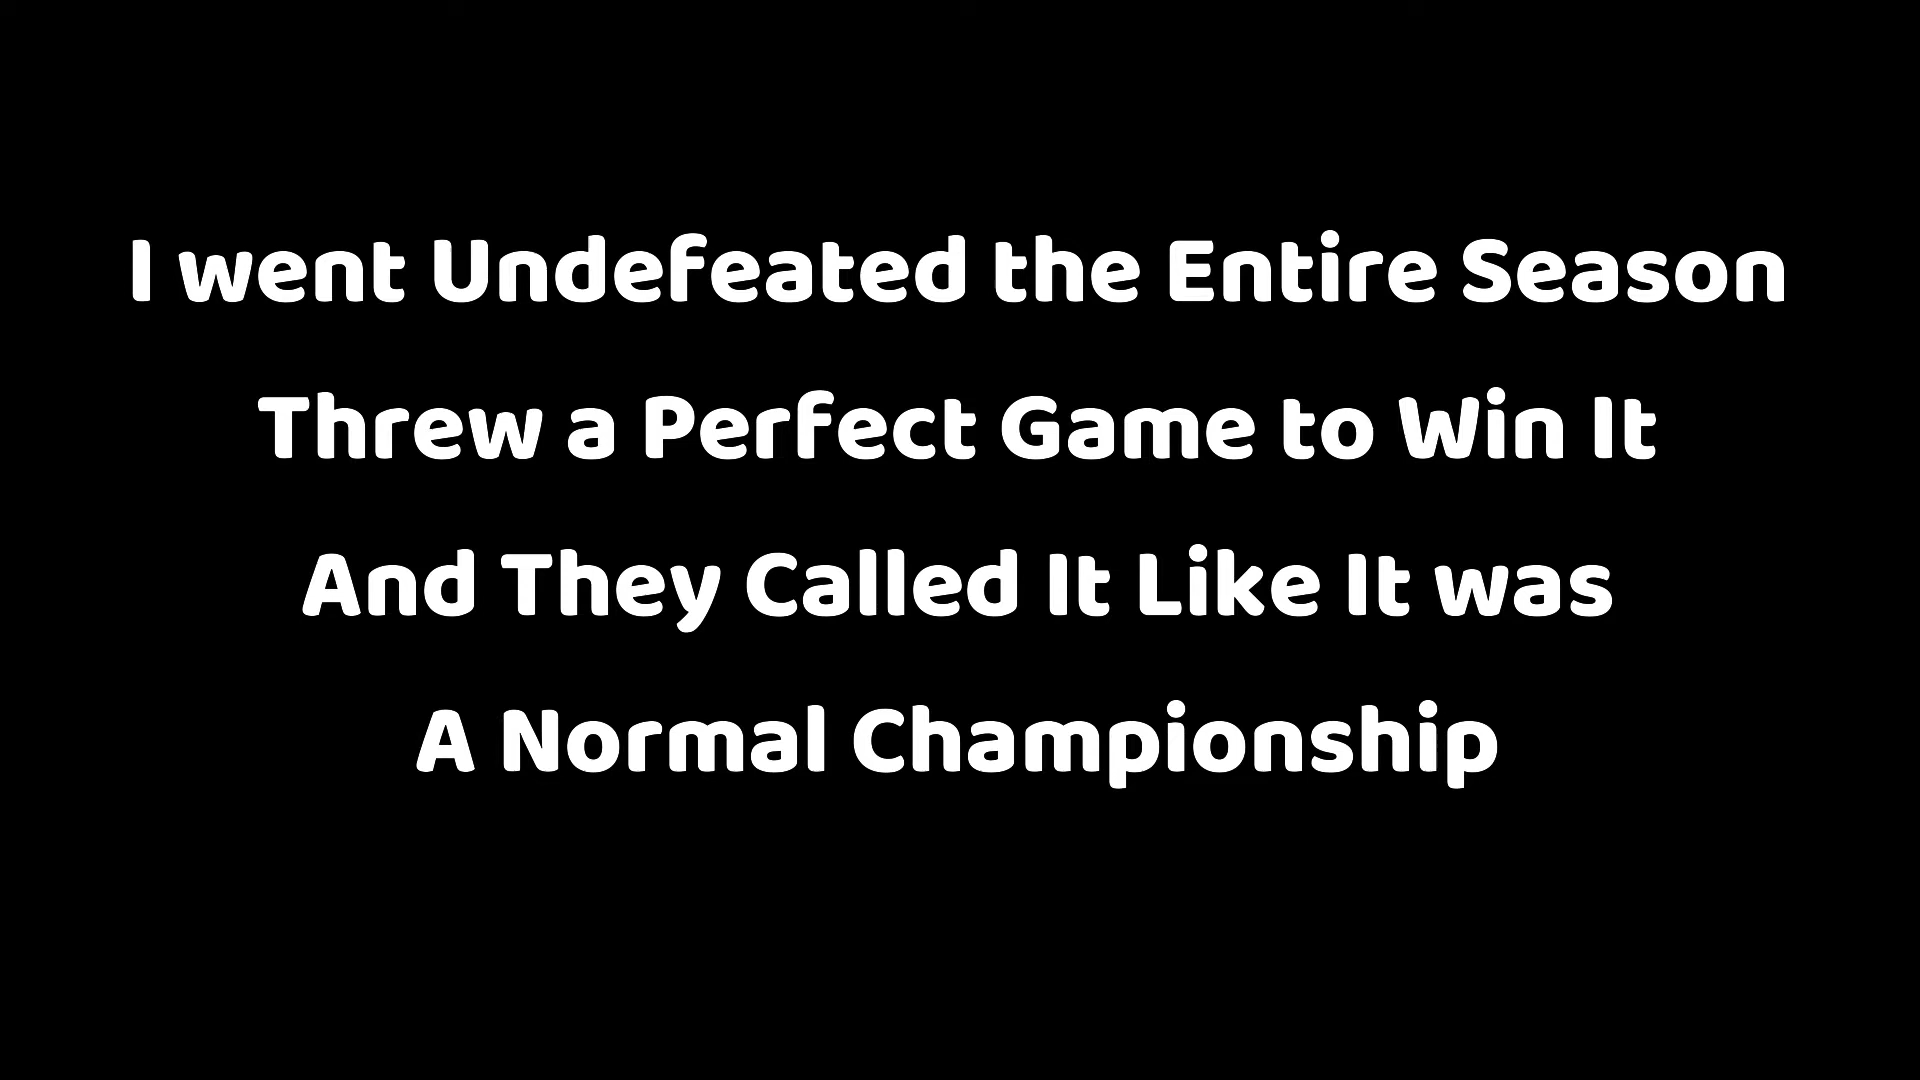 I went Undefeated the Entire Season
Threw a Perfect Game to Win It
And They Called It Like It was
A Normal Championship